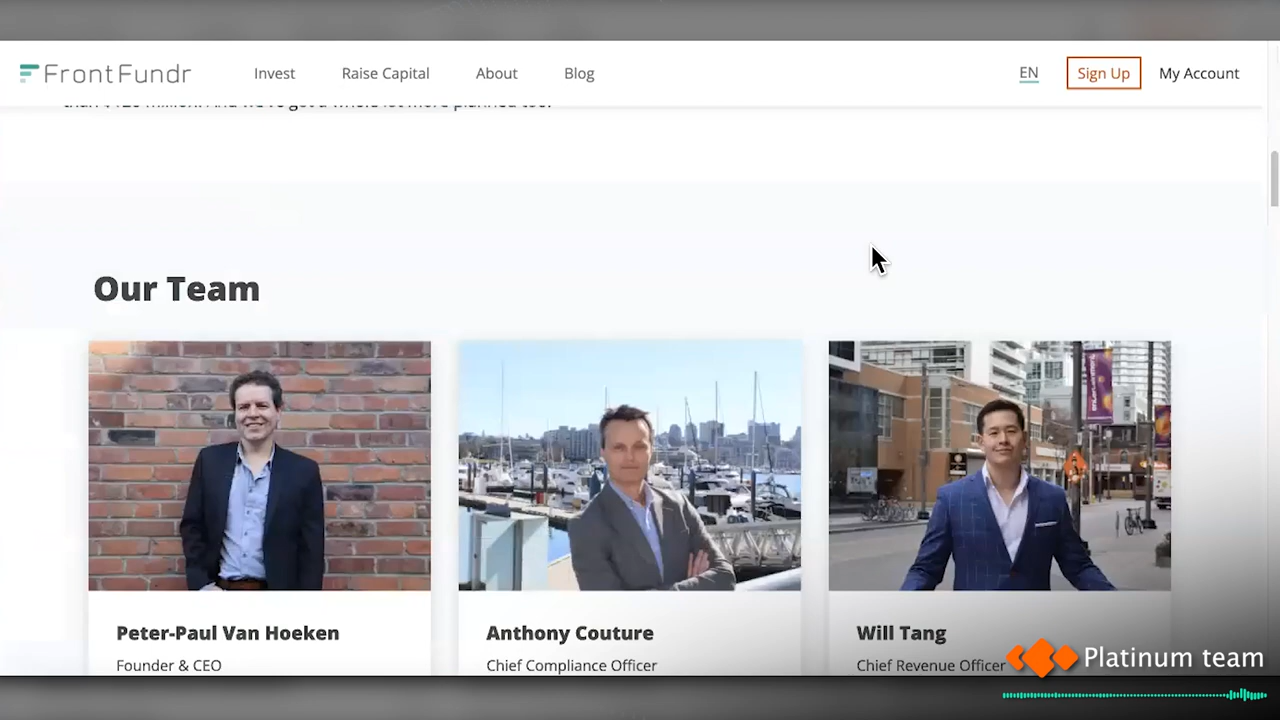 FrontFundr
Invest
Raise Capital
About
Blog
EN
Sign Up
My Account
Our Team
Peter-Paul Van Hoeken
Founder & CEO
Anthony Couture
Chief Compliance Officer
Will Tang
Chief Revenue Officer
Platinum team